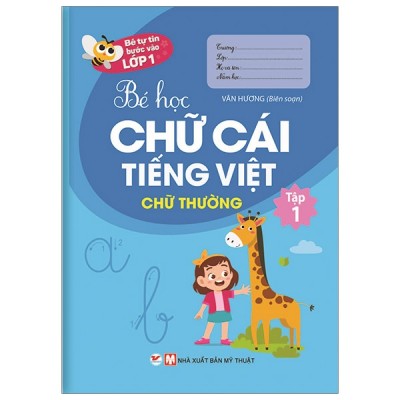 Bé tự tin
bước vào
LỚP 1
Trường:
Lớp:
Họ và tên:
Năm học:
Bé học
VÂN HƯƠNG (Biên soạn)
CHỮ CÁI
TIẾNG VIỆT
CHỮ THƯỜNG
Tập
1
a
b
NHÀ XUẤT BẢN MỸ THUẬT